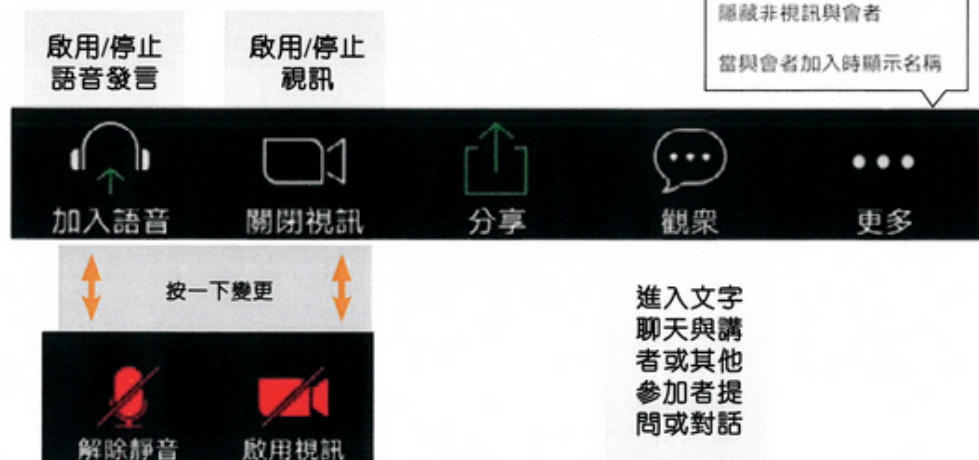 隱藏非視訊與會者
當與會者加入時顯示名稱
啟用/停止
語音發言
啟用/停止
視訊
加入語音
關閉視訊
分享
觀眾
更多
按一下變更
解除靜音
啟用視訊
進入文字
聊天與講
者或其他
參加者提
問或對話